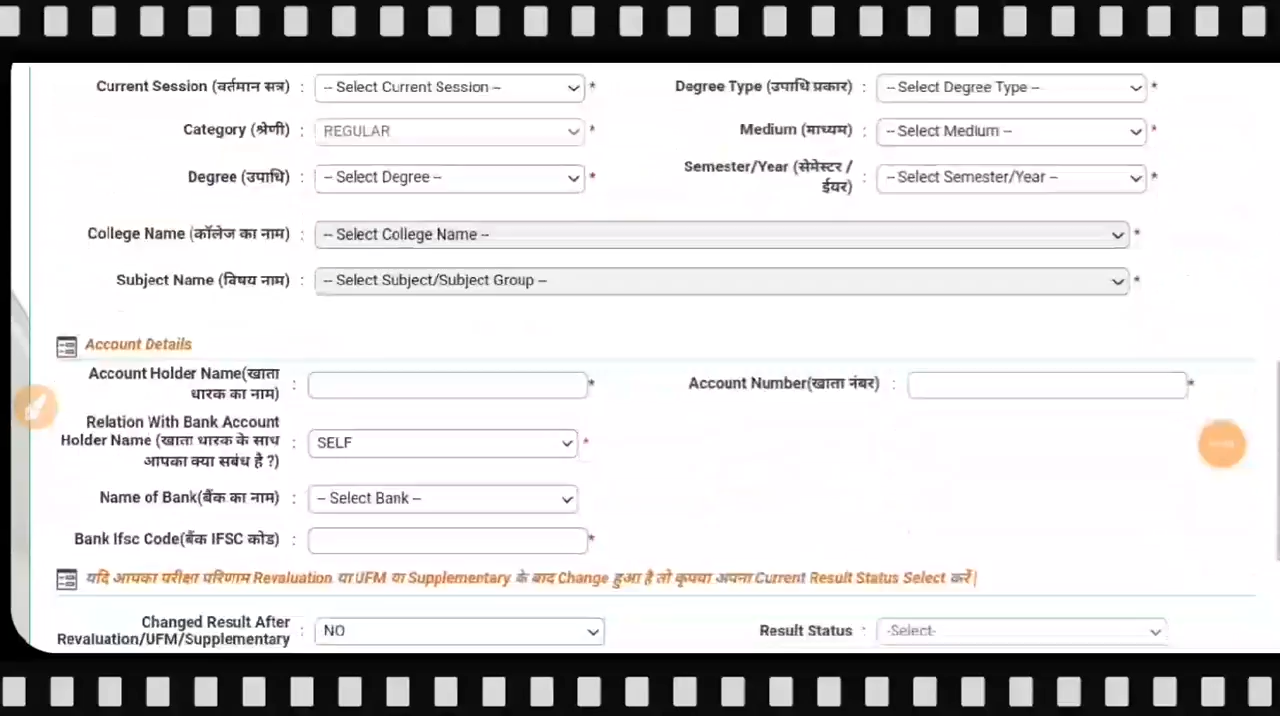 Current Session (वर्तमान सत्र) : -- Select Current Session -- * Degree Type (उपाधि प्रकार) : -- Select Degree Type -- *
Category (श्रेणी) : REGULAR * Medium (माध्यम) : -- Select Medium -- *
Degree (उपाधि) : -- Select Degree -- * Semester/Year (सेमेस्टर / ईयर) : -- Select Semester/Year -- *
College Name (कॉलेज का नाम) : -- Select College Name -- *
Subject Name (विषय नाम) : -- Select Subject/Subject Group -- *
Account Details
Account Holder Name(खाता धारक का नाम) : * Account Number(खाता नंबर) : *
Relation With Bank Account
Holder Name (खाता धारक के साथ : SELF *
आपका क्या सबंध है ?)
Name of Bank(बैंक का नाम) : -- Select Bank --
Bank Ifsc Code(बैंक IFSC कोड) : *
यदि आपका परीक्षा परिणाम Revaluation या UFM या Supplementary के बाद Change हुआ है तो कृपया अपना Current Result Status Select करें|
Changed Result After
Revaluation/UFM/Supplementary : NO Result Status : -Select-